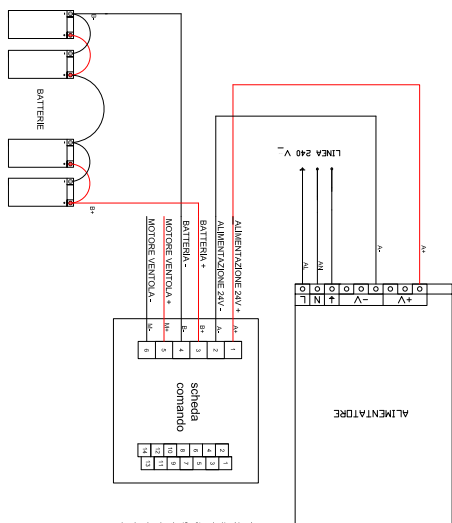 B-
BATTERIE
B+
A+
A-
LINEA 240 V
AL
AN
L
N
-V
+V
ALIMENTATORE
MOTORE VENTOLA -
MOTORE VENTOLA +
BATTERIA -
BATTERIA +
ALIMENTAZIONE 24V -
ALIMENTAZIONE 24V +
M-
M+
B-
B+
A-
A+
6
5
4
3
2
1
scheda
comando
14 12 10 8 6 4 2
13 11 9 7 5 3 1